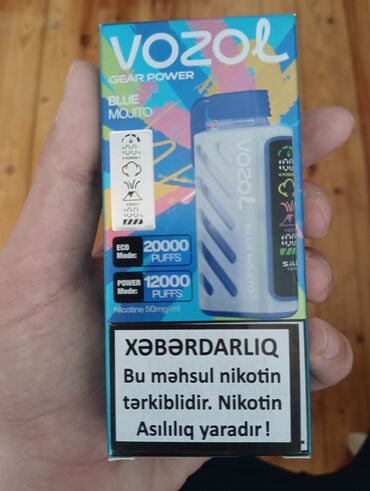 VOZOL
GEAR POWER
BLUE
MOJITO
VOZOL
BLUE MOJITO
ECO Mode:
20000
PUFFS
POWER Mode:
12000
PUFFS
Nicotine 50mg/ml
XƏBƏRDARLIQ
Bu məhsul nikotin
tərkiblidir. Nikotin
Asılılıq yaradır!